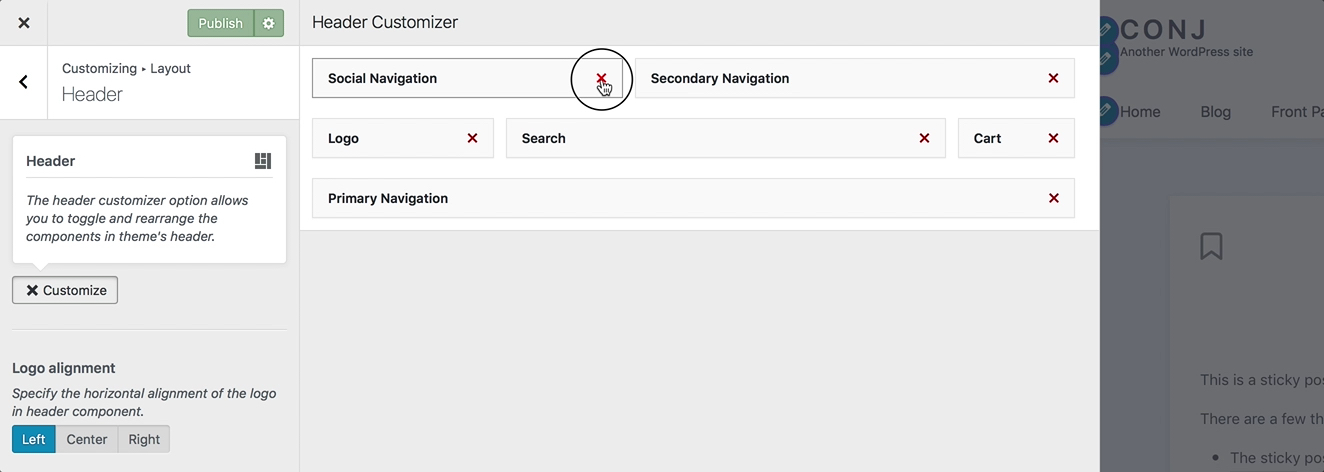 Publish
Header Customizer
Customizing ▸ Layout
Header
Header
The header customizer option allows
you to toggle and rearrange the
components in theme's header.
Customize
Logo alignment
Specify the horizontal alignment of the logo
in header component.
Left Center Right
Social Navigation
Secondary Navigation
Logo
Search
Cart
Primary Navigation
CONJ
Another WordPress site
Home Blog Front Pa
This is a sticky pos
There are a few th
• The sticky pos